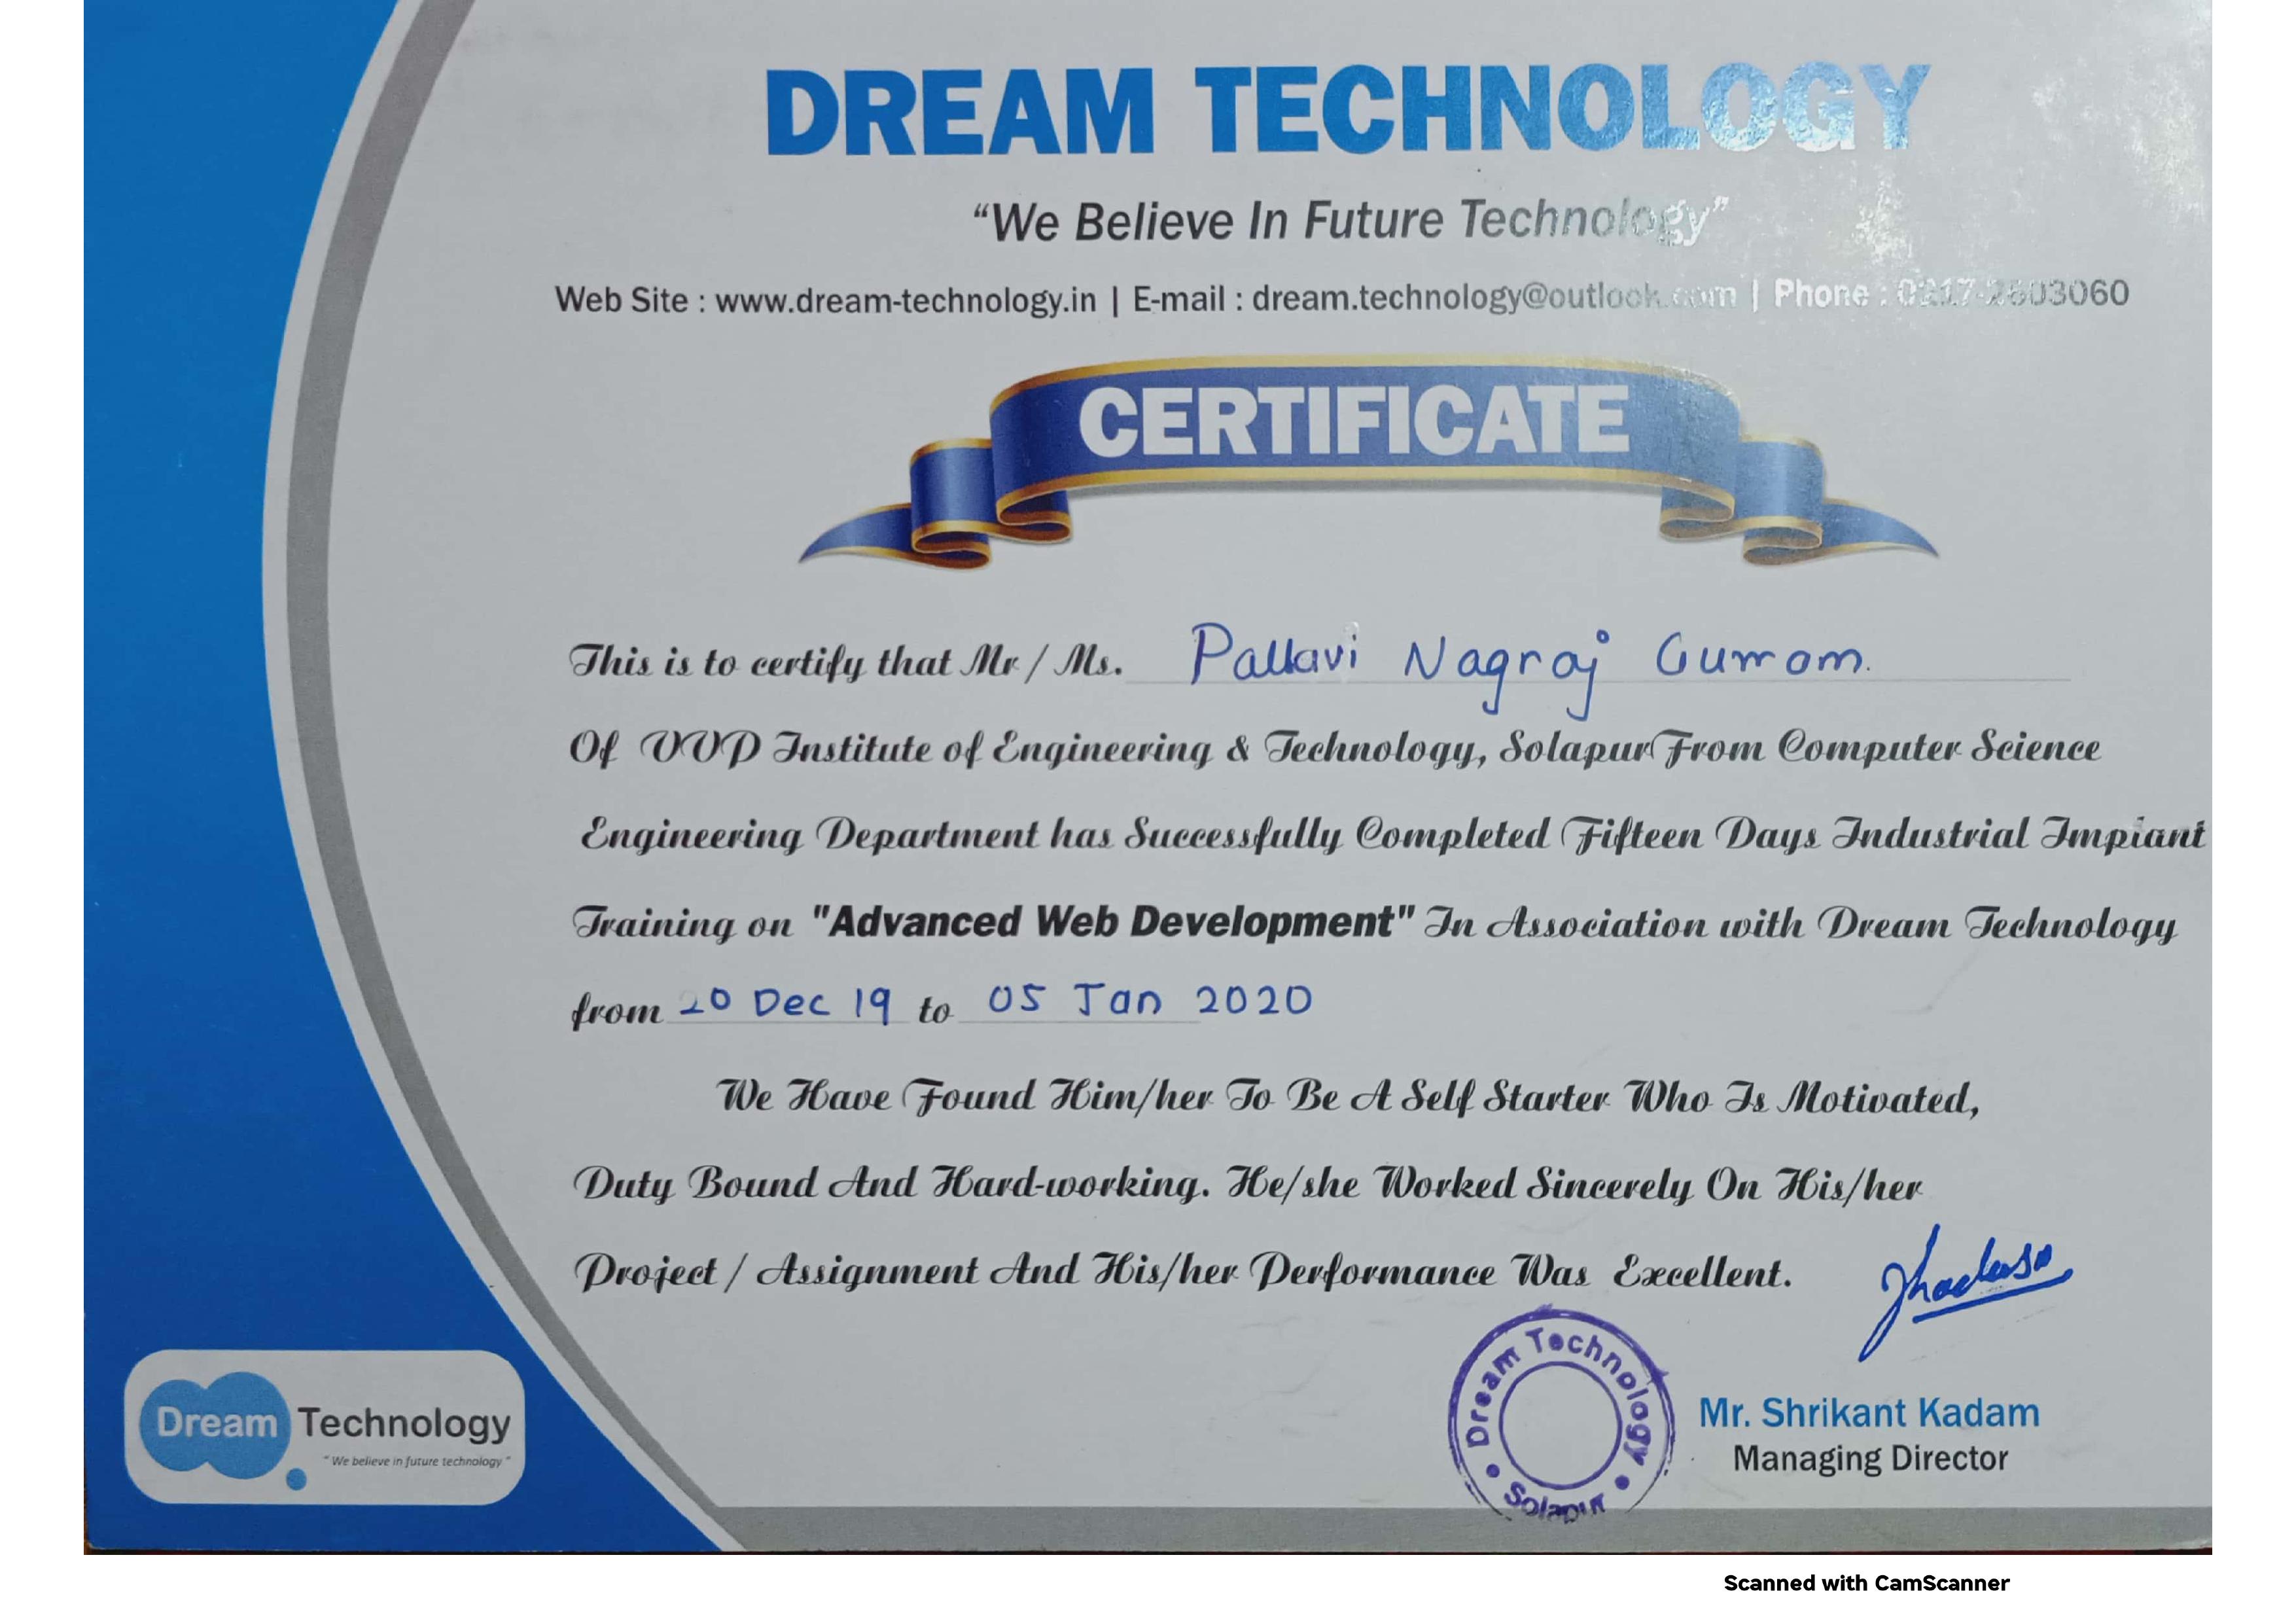 DREAM TECHNOLOGY
“We Believe In Future Technology”
Web Site : www.dream-technology.in | E-mail : dream.technology@outlook.com | Phone : 0217-2603060
CERTIFICATE
This is to certify that Mr / Ms. Pallavi Nagraj Gurram.
Of VVP Institute of Engineering & Technology, Solapur From Computer Science
Engineering Department has Successfully Completed Fifteen Days Industrial Impiant
Training on "Advanced Web Development" In Association with Dream Technology
from 20 Dec 19 to 05 Jan 2020
We Have Found Him/her To Be A Self Starter Who Is Motivated,
Duty Bound And Hard-working. He/she Worked Sincerely On His/her
Project / Assignment And His/her Performance Was Excellent.
Dream Technology
Solapur
Mr. Shrikant Kadam
Managing Director
Dream Technology
“ We believe in future technology ”
Scanned with CamScanner